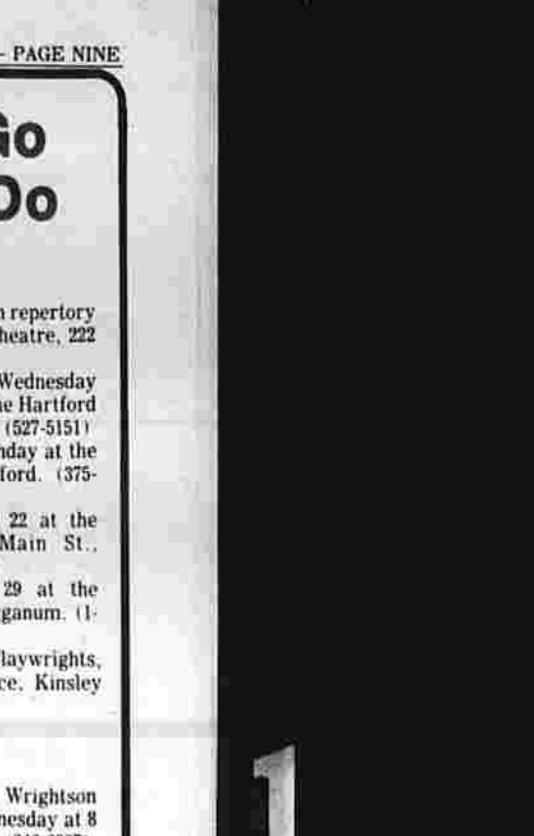 - PAGE NINE
Go
Do
n repertory
heatre, 222
Wednesday
he Hartford
(527-5151)
nday at the
ford. (375-
22 at the
Main St.,
29 at the
ganum. (1-
laywrights,
ce, Kinsley
Wrightson
nesday at 8
1